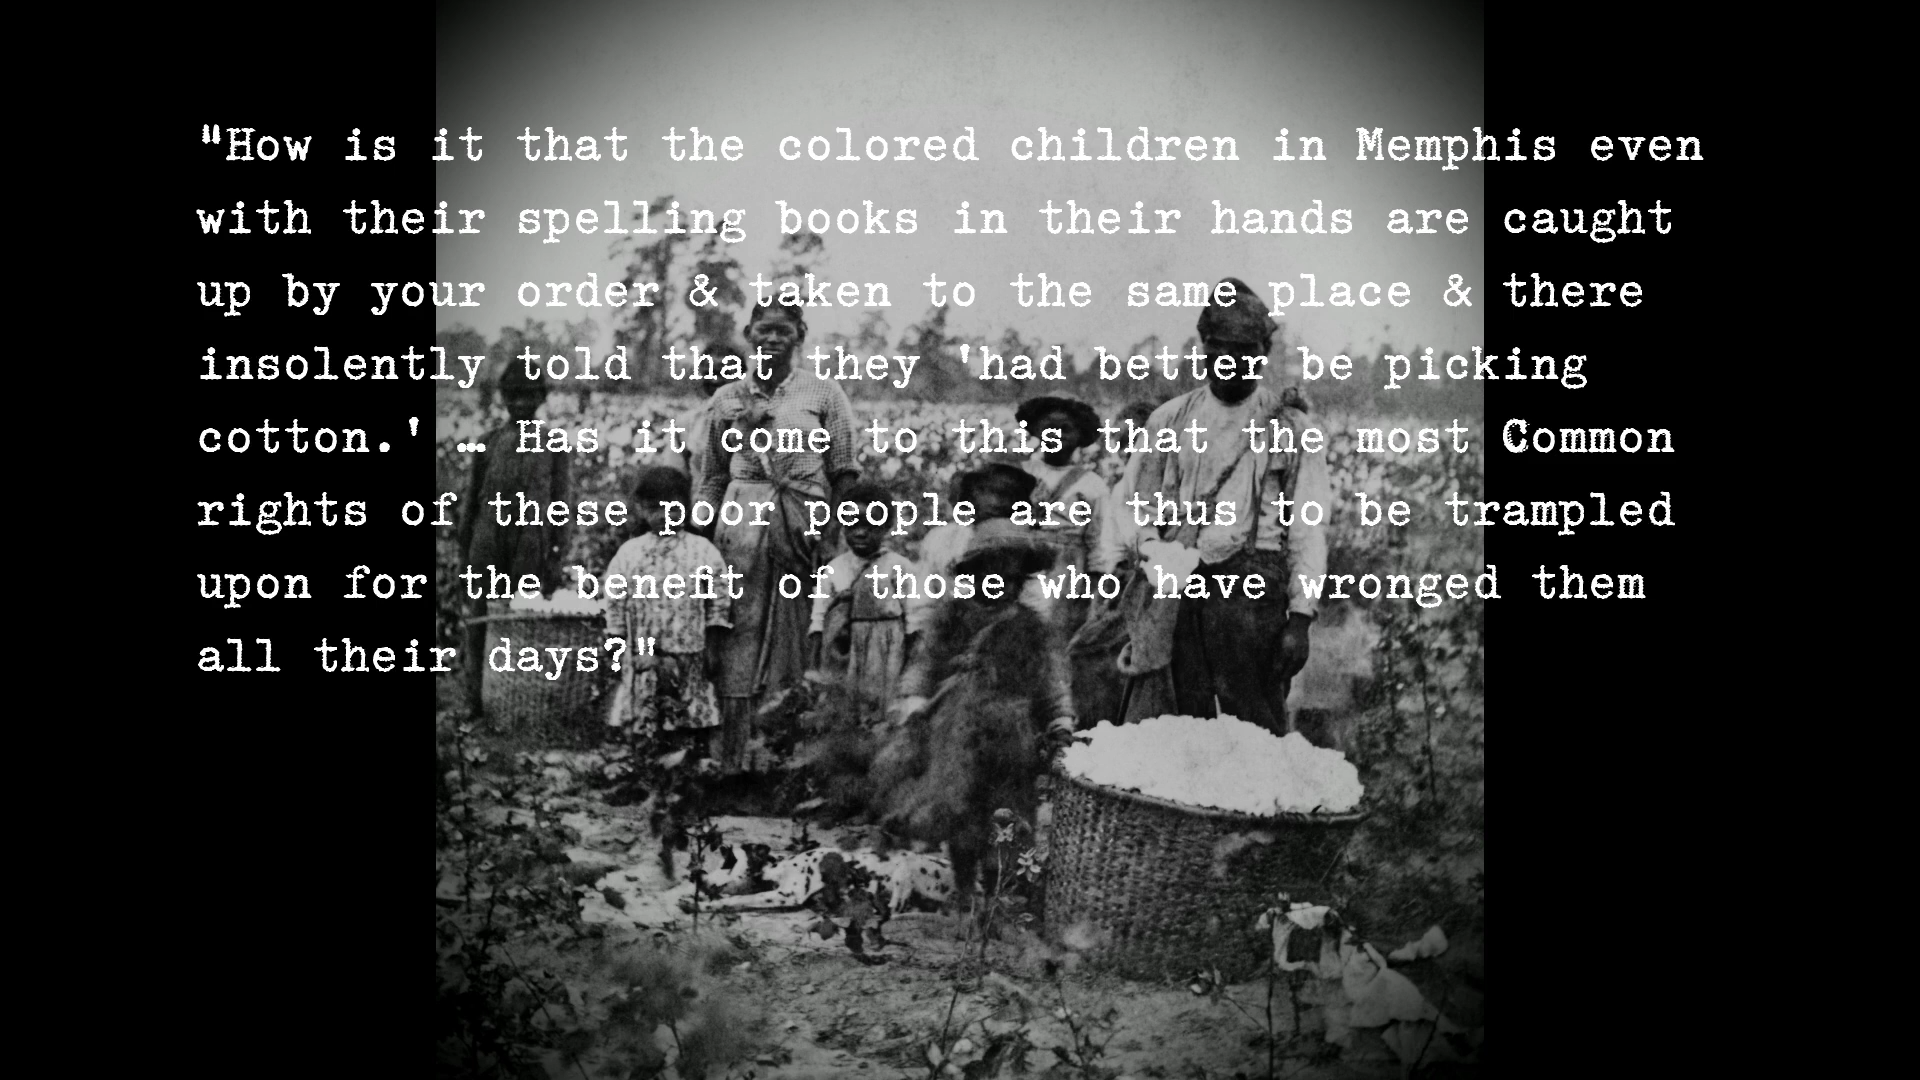 "How is it that the colored children in Memphis even
with their spelling books in their hands are caught
up by your order & taken to the same place & there
insolently told that they 'had better be picking
cotton.' … Has it come to this that the most Common
rights of these poor people are thus to be trampled
upon for the benefit of those who have wronged them
all their days?"